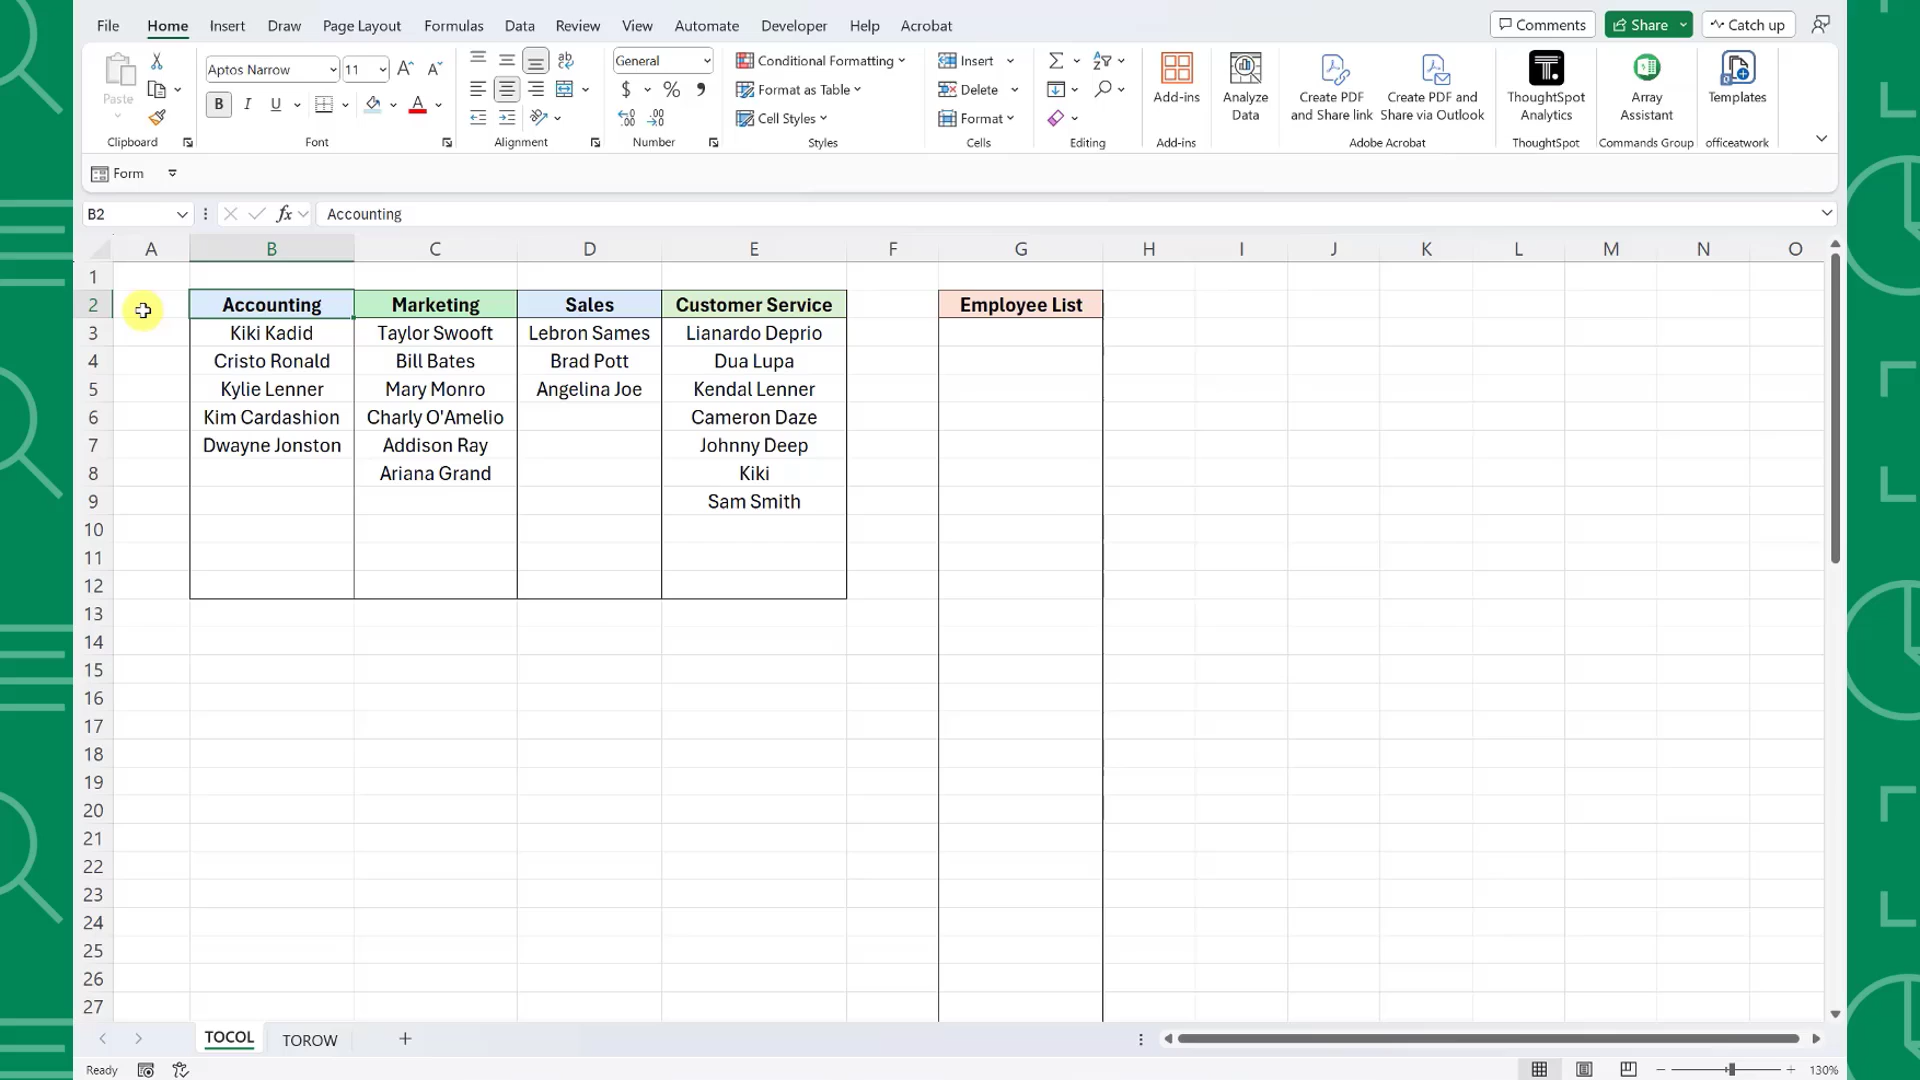 File Home Insert Draw Page Layout Formulas Data Review View Automate Developer Help Acrobat Comments Share Catch up
Paste
Clipboard
Aptos Narrow 11
B I U A
Font
ab
Alignment
General
$ % 9
Number
Conditional Formatting
Format as Table
Cell Styles
Styles
Insert
Delete
Format
Cells
Editing
Add-ins
Add-ins
Analyze
Data
Create PDF
and Share link
Create PDF and
Share via Outlook
Adobe Acrobat
ThoughtSpot
Analytics
ThoughtSpot
Array
Assistant
Commands Group
Templates
officeatwork
Form
B2 fx Accounting
A B C D E F G H I J K L M N O
1
2 Accounting Marketing Sales Customer Service Employee List
3 Kiki Kadid Taylor Swooft Lebron Sames Lianardo Deprio
4 Cristo Ronald Bill Bates Brad Pott Dua Lupa
5 Kylie Lenner Mary Monro Angelina Joe Kendal Lenner
6 Kim Cardashion Charly O'Amelio Cameron Daze
7 Dwayne Jonston Addison Ray Johnny Deep
8 Ariana Grand Kiki
9 Sam Smith
10
11
12
13
14
15
16
17
18
19
20
21
22
23
24
25
26
27
TOCOL TOROW
Ready 130%